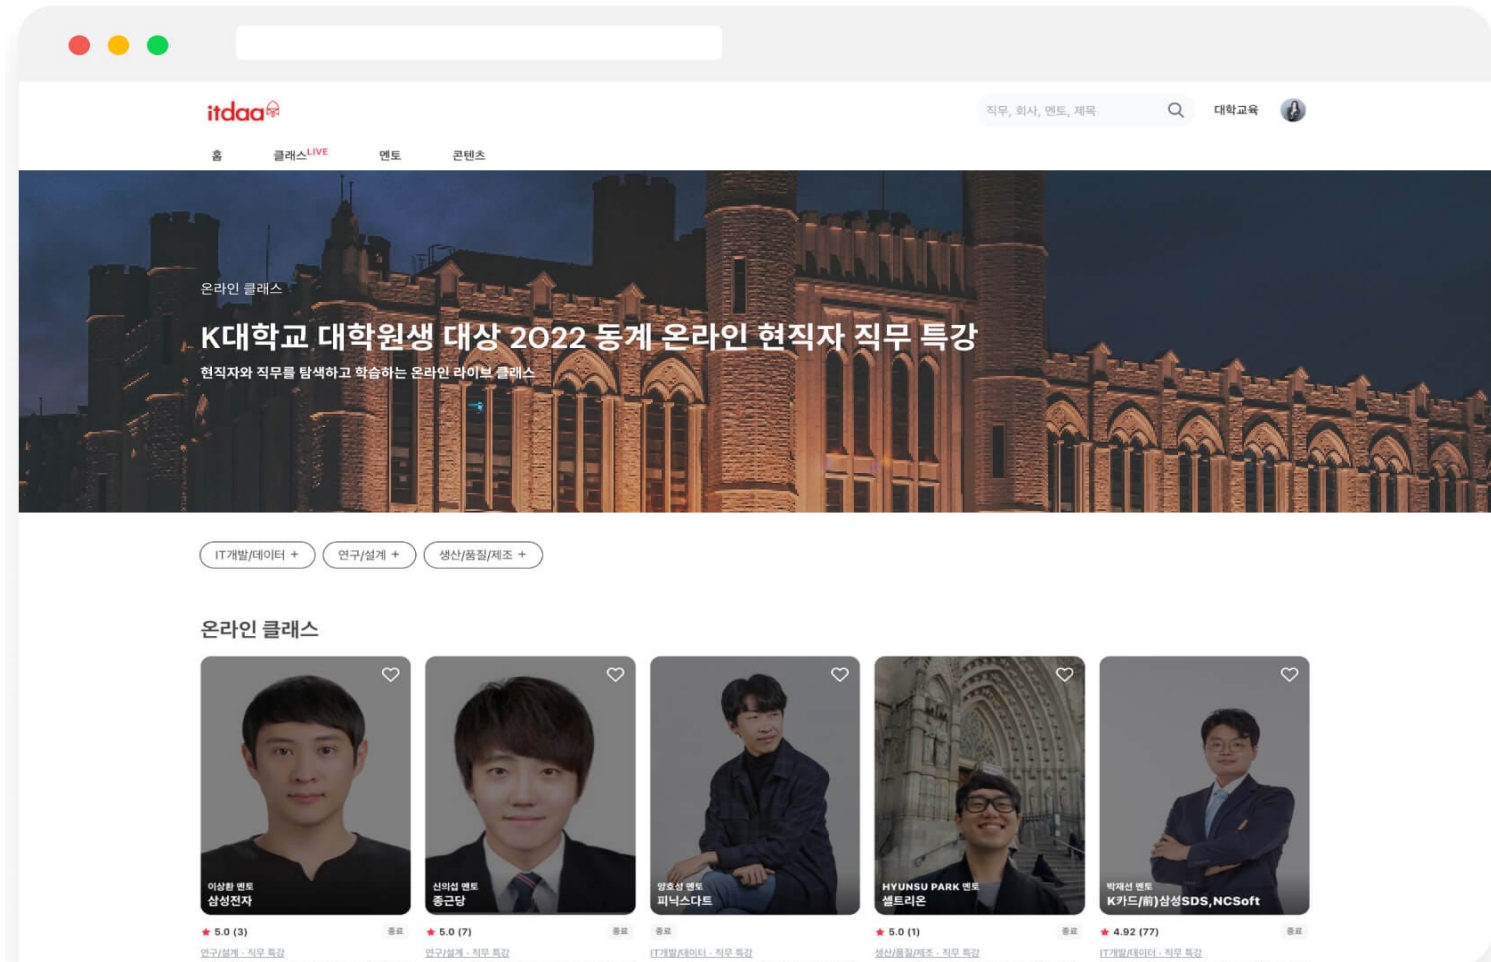 itdaa
직무, 회사, 멘토, 제목
대학교육
홈
클래스LIVE
멘토
콘텐츠
온라인 클래스
K대학교 대학원생 대상 2022 동계 온라인 현직자 직무 특강
현직자와 직무를 탐색하고 학습하는 온라인 라이브 클래스
IT개발/데이터 +
연구/설계 +
생산/품질/제조 +
온라인 클래스
이상환 멘토
삼성전자
5.0 (3)
종료
연구/설계 - 직무 특강
신의섭 멘토
종근당
5.0 (7)
종료
연구/설계 - 직무 특강
양호성 멘토
피닉스다트
종료
IT개발/데이터 - 직무 특강
HYUNSU PARK 멘토
셀트리온
5.0 (1)
종료
생산/품질/제조 - 직무 특강
박재선 멘토
K카드/前)삼성SDS,NCSoft
4.92 (77)
종료
IT개발/데이터 - 직무 특강